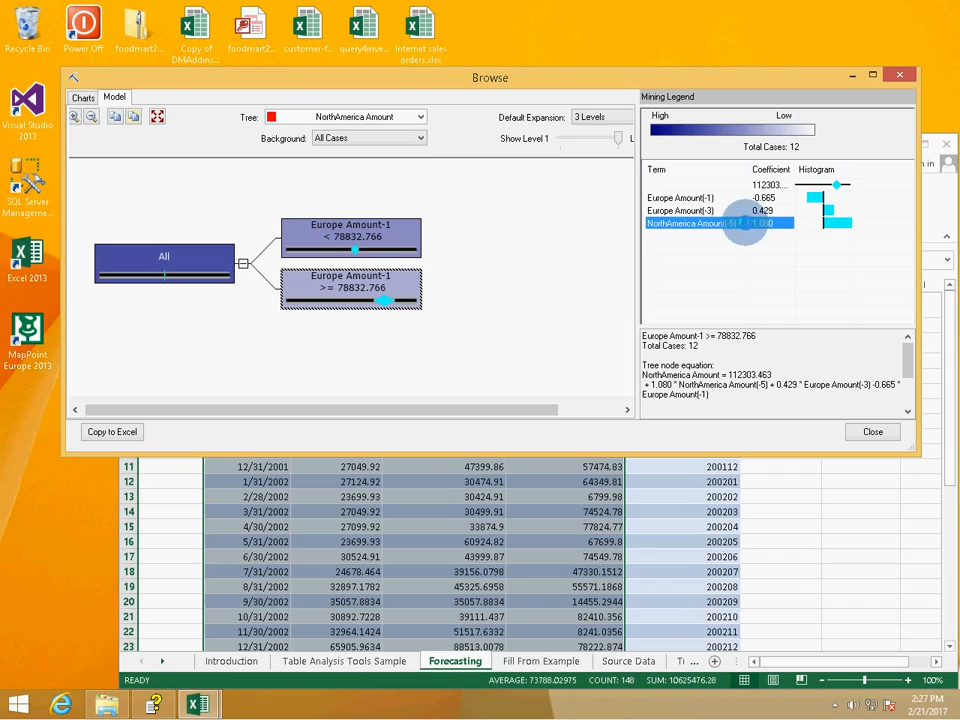 Recycle Bin
Power Off
foodmart2...
Copy of
DMAddins...
foodmart2...
customer-f...
query4inve...
Internet sales
orders.xlsx
Visual Studio
2013
SQL Server
Manageme...
Excel 2013
MapPoint
Europe 2013
Browse
Charts
Model
Tree:
NorthAmerica Amount
Default Expansion:
3 Levels
Background:
All Cases
Show Level 1
L
All
Europe Amount-1
< 78832.766
Europe Amount-1
>= 78832.766
Copy to Excel
Close
Mining Legend
High
Low
Total Cases: 12
Term Coefficient Histogram
112303....
Europe Amount(-1) -0.665
Europe Amount(-3) 0.429
NorthAmerica Amount(-5) 1.080
Europe Amount-1 >= 78832.766
Total Cases: 12
Tree node equation:
NorthAmerica Amount = 112303.463
+ 1.080 * NorthAmerica Amount(-5) + 0.429 * Europe Amount(-3) -0.665 *
Europe Amount(-1)
in
11 12/31/2001 27049.92 47399.86 57474.83 200112
12 1/31/2002 27124.92 30474.91 64349.81 200201
13 2/28/2002 23699.93 30424.91 6799.98 200202
14 3/31/2002 27049.92 30499.91 74524.78 200203
15 4/30/2002 27099.92 33874.9 77824.77 200204
16 5/31/2002 23699.93 60924.82 67699.8 200205
17 6/30/2002 30524.91 43999.87 74549.78 200206
18 7/31/2002 24678.464 39156.0798 47330.1512 200207
19 8/31/2002 32897.1782 45325.6958 55571.1868 200208
20 9/30/2002 35057.8834 35057.8834 14455.2944 200209
21 10/31/2002 30892.7228 39111.437 82410.356 200210
22 11/30/2002 32964.1424 51517.6332 8241.0356 200211
23 12/31/2002 65905.9634 88513.0078 78222.874 200212
Introduction
Table Analysis Tools Sample
Forecasting
Fill From Example
Source Data
READY
AVERAGE: 73788.02975
COUNT: 148
SUM: 10625476.28
100%
2:27 PM
2/21/2017